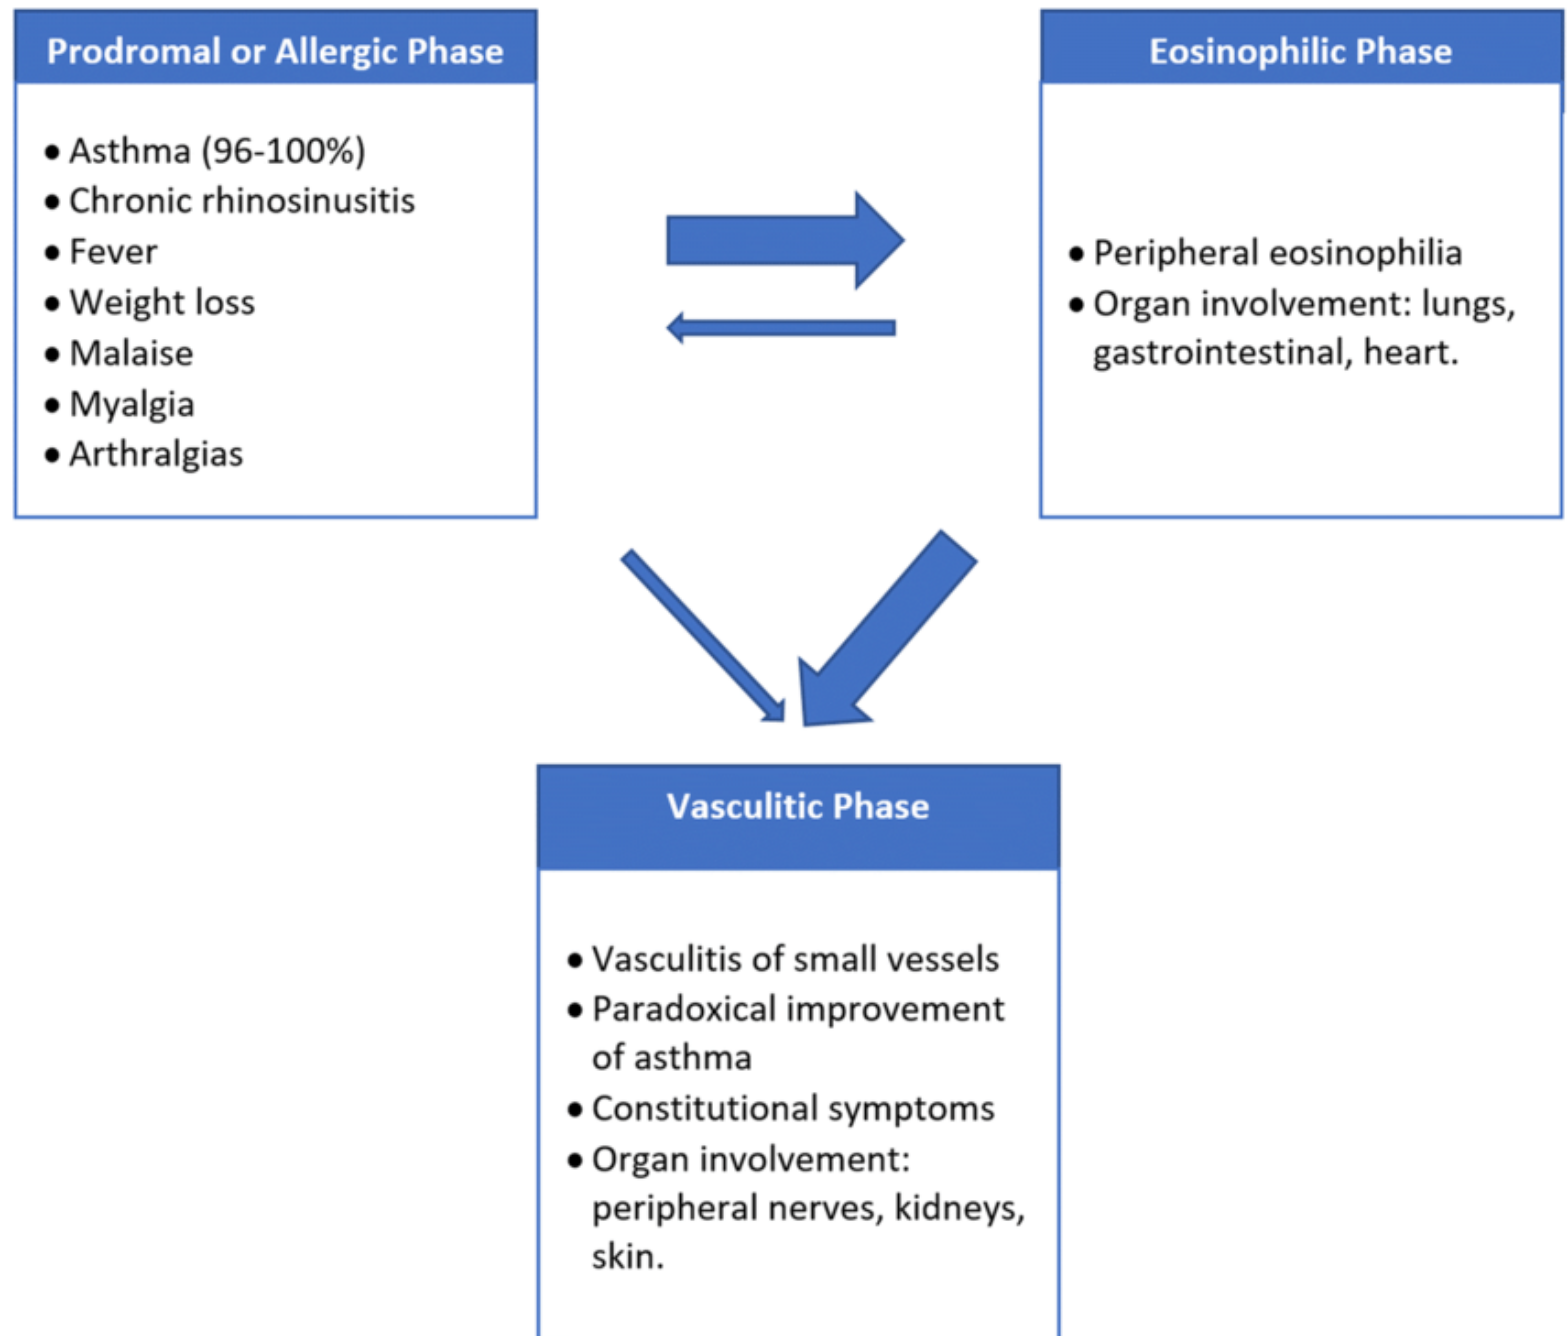 Prodromal or Allergic Phase
• Asthma (96-100%)
• Chronic rhinosinusitis
• Fever
• Weight loss
• Malaise
• Myalgia
• Arthralgias
Eosinophilic Phase
• Peripheral eosinophilia
• Organ involvement: lungs,
gastrointestinal, heart.
Vasculitic Phase
• Vasculitis of small vessels
• Paradoxical improvement
of asthma
• Constitutional symptoms
• Organ involvement:
peripheral nerves, kidneys,
skin.